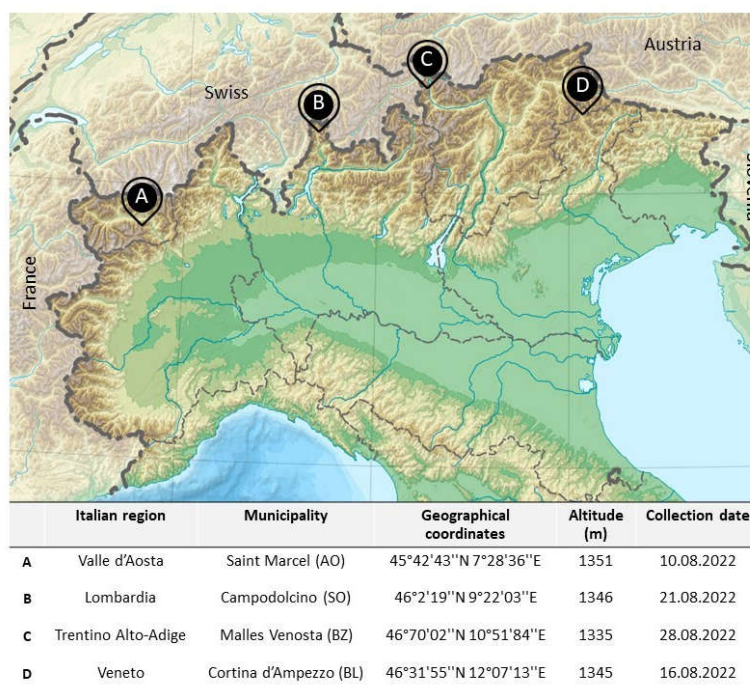 Austria
C
Swiss
B
D
A
Slovenia
France
Italian region Municipality Geographical coordinates Altitude (m) Collection date
A Valle d'Aosta Saint Marcel (AO) 45°42'43''N 7°28'36''E 1351 10.08.2022
B Lombardia Campodolcino (SO) 46°2'19''N 9°22'03''E 1346 21.08.2022
C Trentino Alto-Adige Malles Venosta (BZ) 46°70'02''N 10°51'84''E 1335 28.08.2022
D Veneto Cortina d'Ampezzo (BL) 46°31'55''N 12°07'13''E 1345 16.08.2022